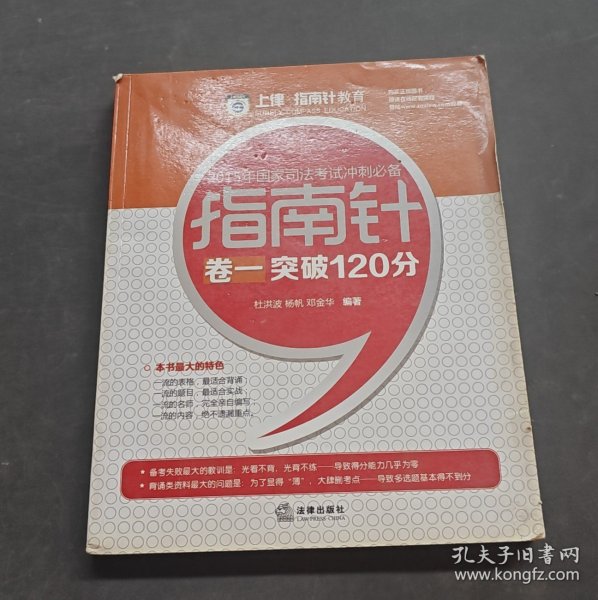 上律 指南针教育
SUNNY COMPASS EDUCATION
2015年国家司法考试冲刺必备
指南针
卷一 突破120分
杜洪波 杨帆 邓金华 编著
本书最大的特色
一流的表格，最适合背诵；
一流的题目，最适合实战；
一流的名师，完全亲自编写；
一流的内容，绝不遗漏重点。
备考失败最大的教训是：光看不背，光背不练——导致得分能力几乎为零
背诵类资料最大的问题是：为了显得“薄”，大肆删考点——导致多选题基本得不到分
法律出版社
LAW PRESS·CHINA
孔夫子旧书网
www.kongfz.com